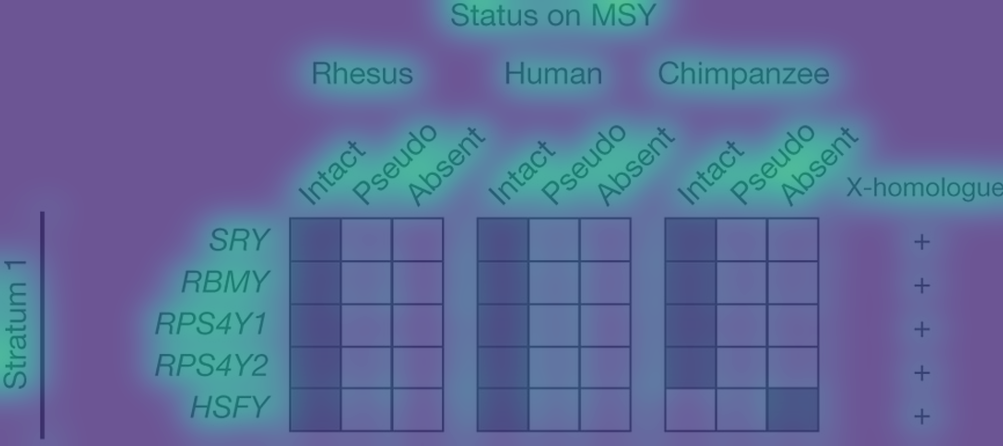 Status on MSY
Rhesus Human Chimpanzee
Intact Pseudo Absent Intact Pseudo Absent Intact Pseudo Absent X-homologue
Stratum 1
SRY +
RBMY +
RPS4Y1 +
RPS4Y2 +
HSFY +